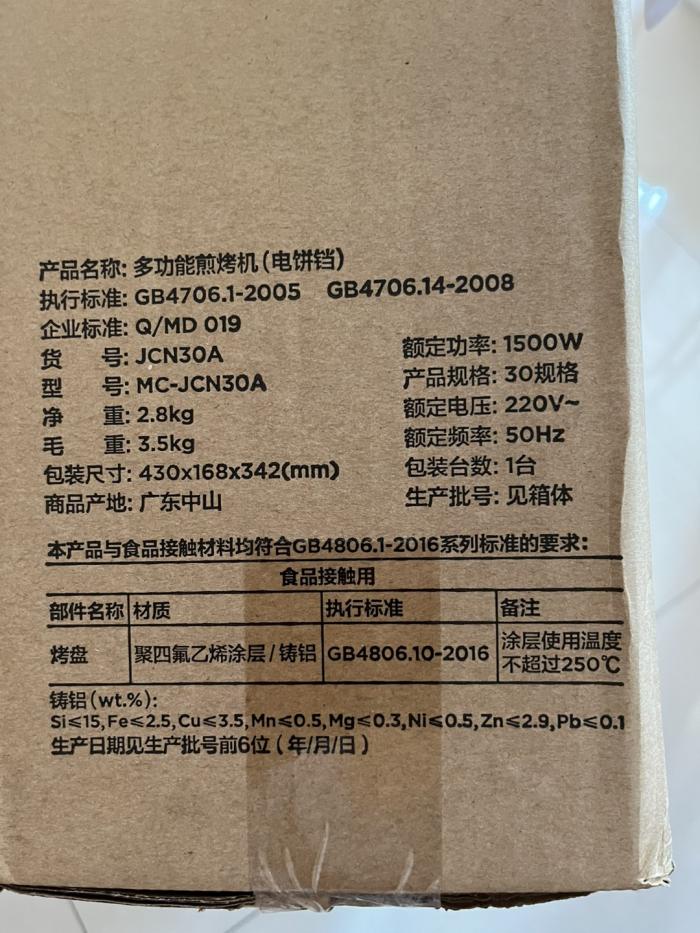 产品名称: 多功能煎烤机(电饼铛)
执行标准: GB4706.1-2005 GB4706.14-2008
企业标准: Q/MD 019
货 号: JCN30A
型 号: MC-JCN30A
净 重: 2.8kg
毛 重: 3.5kg
包装尺寸: 430x168x342(mm)
商品产地: 广东中山
额定功率: 1500W
产品规格: 30规格
额定电压: 220V~
额定频率: 50Hz
包装台数: 1台
生产批号: 见箱体
本产品与食品接触材料均符合GB4806.1-2016系列标准的要求:
食品接触用
部件名称 材质 执行标准 备注
烤盘 聚四氟乙烯涂层/铸铝 GB4806.10-2016 涂层使用温度
不超过250℃
铸铝(wt.%):
Si≤15,Fe≤2.5,Cu≤3.5,Mn≤0.5,Mg≤0.3,Ni≤0.5,Zn≤2.9,Pb≤0.1
生产日期见生产批号前6位(年/月/日)